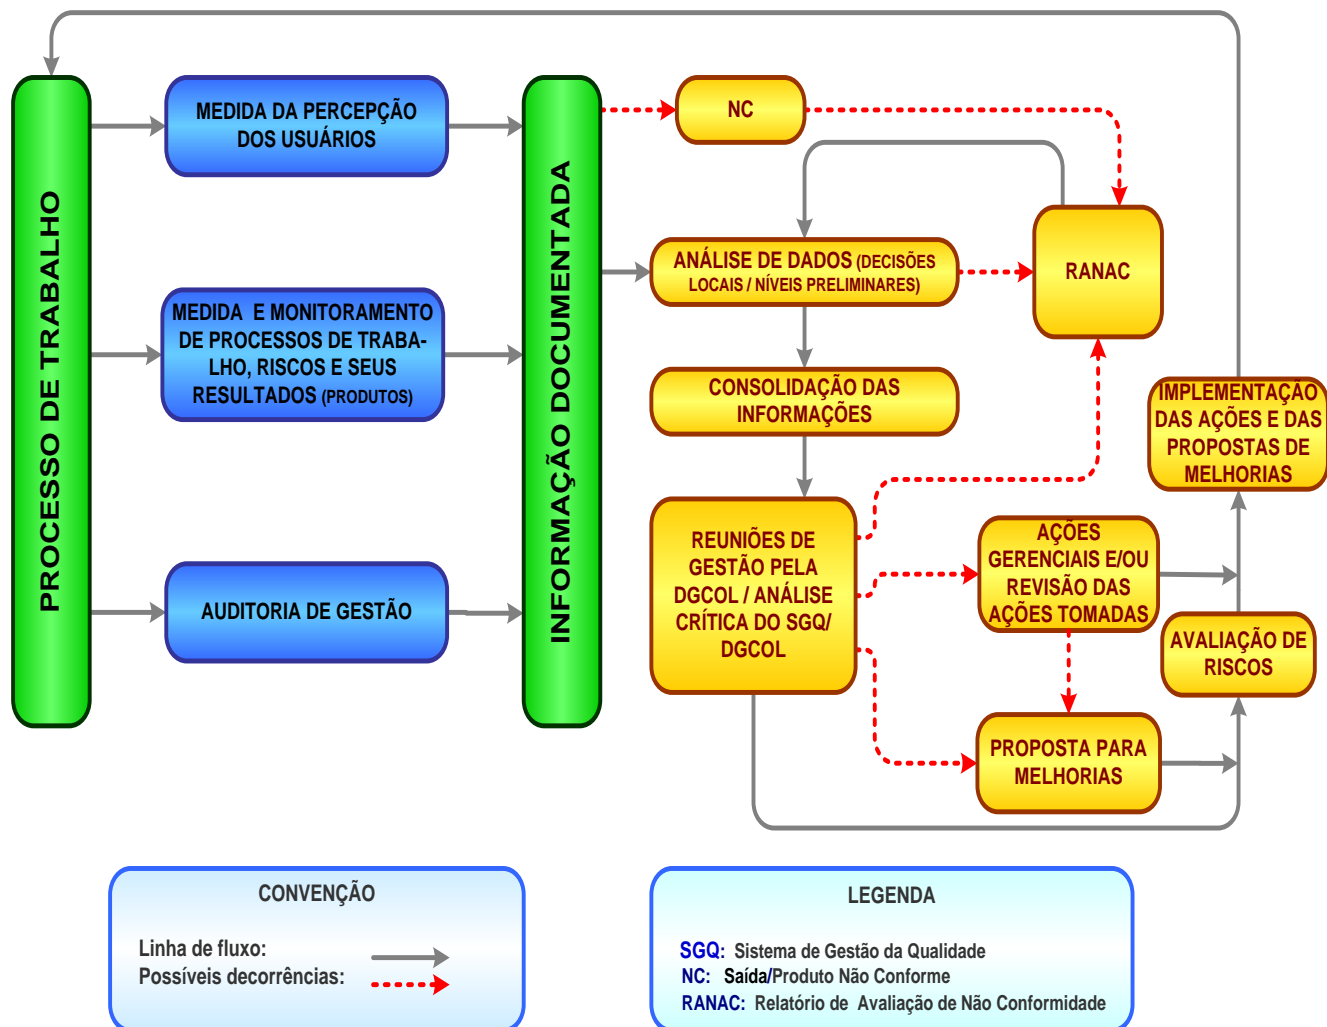 PROCESSO DE TRABALHO
MEDIDA DA PERCEPÇÃO
DOS USUÁRIOS
MEDIDA E MONITORAMENTO
DE PROCESSOS DE TRABA-
LHO, RISCOS E SEUS
RESULTADOS (PRODUTOS)
AUDITORIA DE GESTÃO
INFORMAÇÃO DOCUMENTADA
NC
ANÁLISE DE DADOS (DECISÕES
LOCAIS / NÍVEIS PRELIMINARES)
RANAC
CONSOLIDAÇÃO DAS
INFORMAÇÕES
REUNIÕES DE
GESTÃO PELA
DGCOL / ANÁLISE
CRÍTICA DO SGQ/
DGCOL
AÇÕES
GERENCIAIS E/OU
REVISÃO DAS
AÇÕES TOMADAS
PROPOSTA PARA
MELHORIAS
IMPLEMENTAÇÃO
DAS AÇÕES E DAS
PROPOSTAS DE
MELHORIAS
AVALIAÇÃO DE
RISCOS
CONVENÇÃO
Linha de fluxo:
Possíveis decorrências:
LEGENDA
SGQ: Sistema de Gestão da Qualidade
NC: Saída/Produto Não Conforme
RANAC: Relatório de Avaliação de Não Conformidade